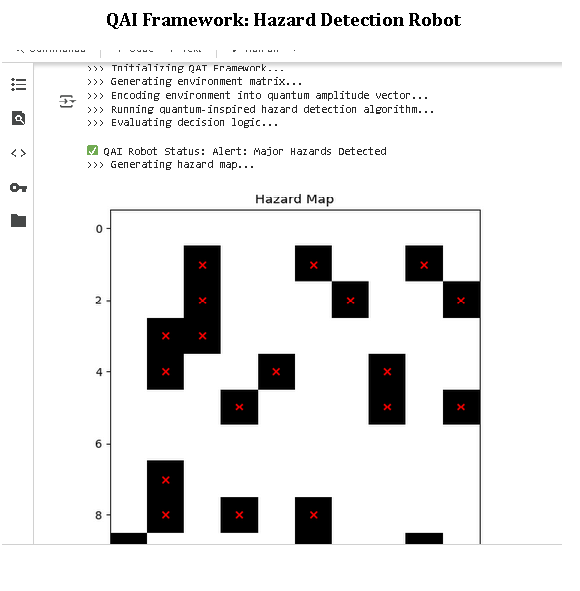 QAI Framework: Hazard Detection Robot
>>> Initializing QAI Framework...
>>> Generating environment matrix...
>>> Encoding environment into quantum amplitude vector...
>>> Running quantum-inspired hazard detection algorithm...
>>> Evaluating decision logic...
✅ QAI Robot Status: Alert: Major Hazards Detected
>>> Generating hazard map...
Hazard Map
0
2
4
6
8